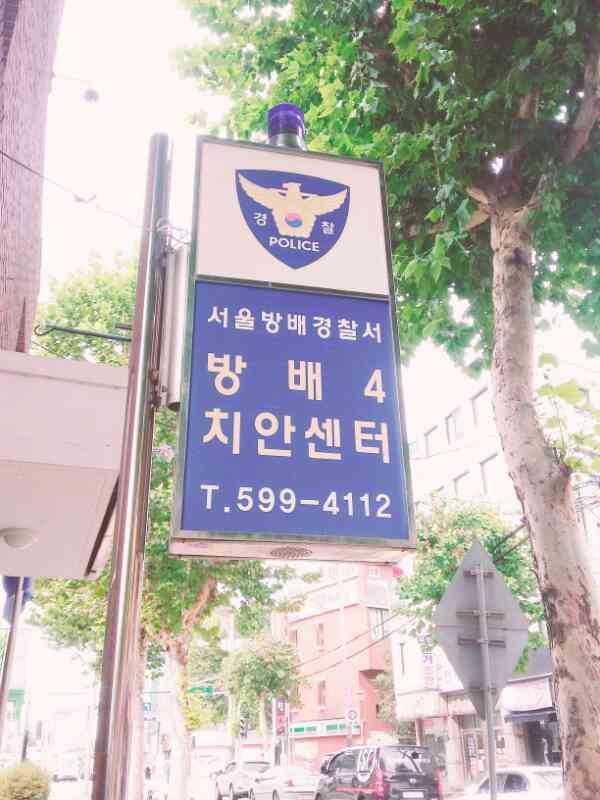 경 찰
POLICE
서울방배경찰서
방 배 4
치안센터
T.599-4112